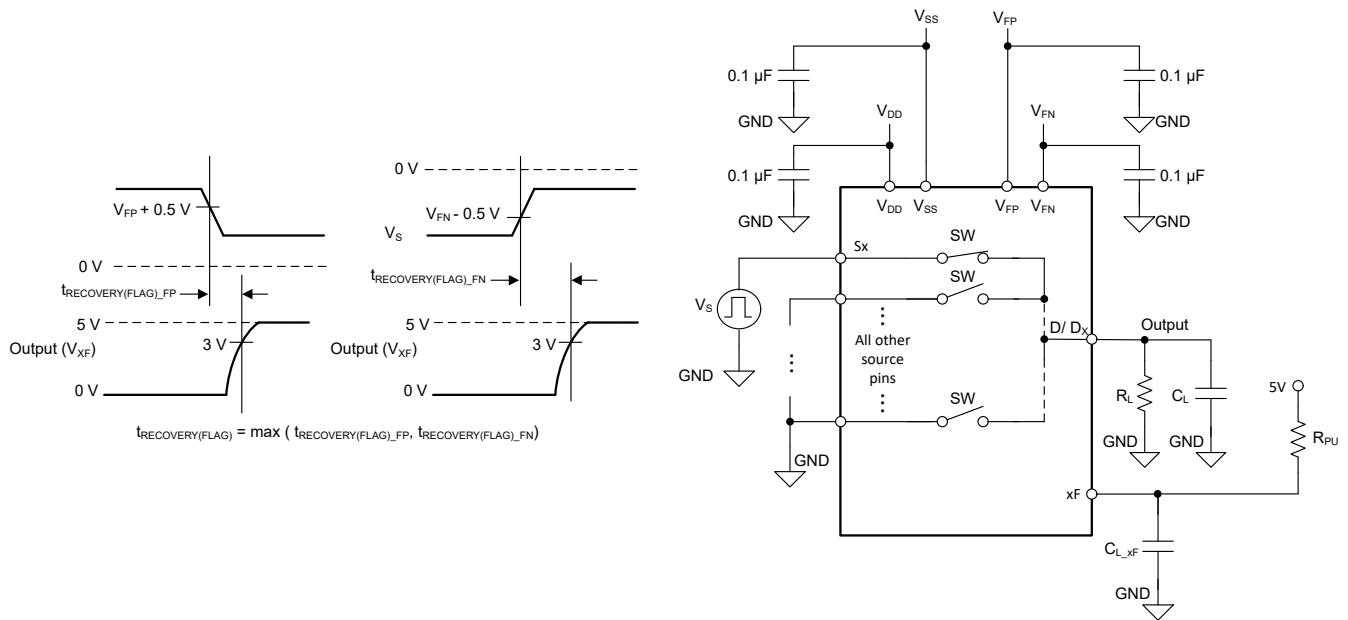 0 V
V_FP + 0.5 V
V_FN - 0.5 V
V_S
0 V
t_RECOVERY(FLAG)_FP
t_RECOVERY(FLAG)_FN
5 V
3 V
Output (V_XF)
0 V
5 V
3 V
Output (V_XF)
0 V
t_RECOVERY(FLAG) = max ( t_RECOVERY(FLAG)_FP, t_RECOVERY(FLAG)_FN)
V_SS
V_FP
0.1 µF
0.1 µF
GND
V_DD
V_FN
GND
0.1 µF
0.1 µF
GND
V_DD
V_SS
V_FP
V_FN
GND
Sx
SW
SW
V_S
GND
All other
source
pins
D/ D_X
Output
SW
GND
R_L
C_L
GND
GND
5V
R_PU
xF
C_L_xF
GND